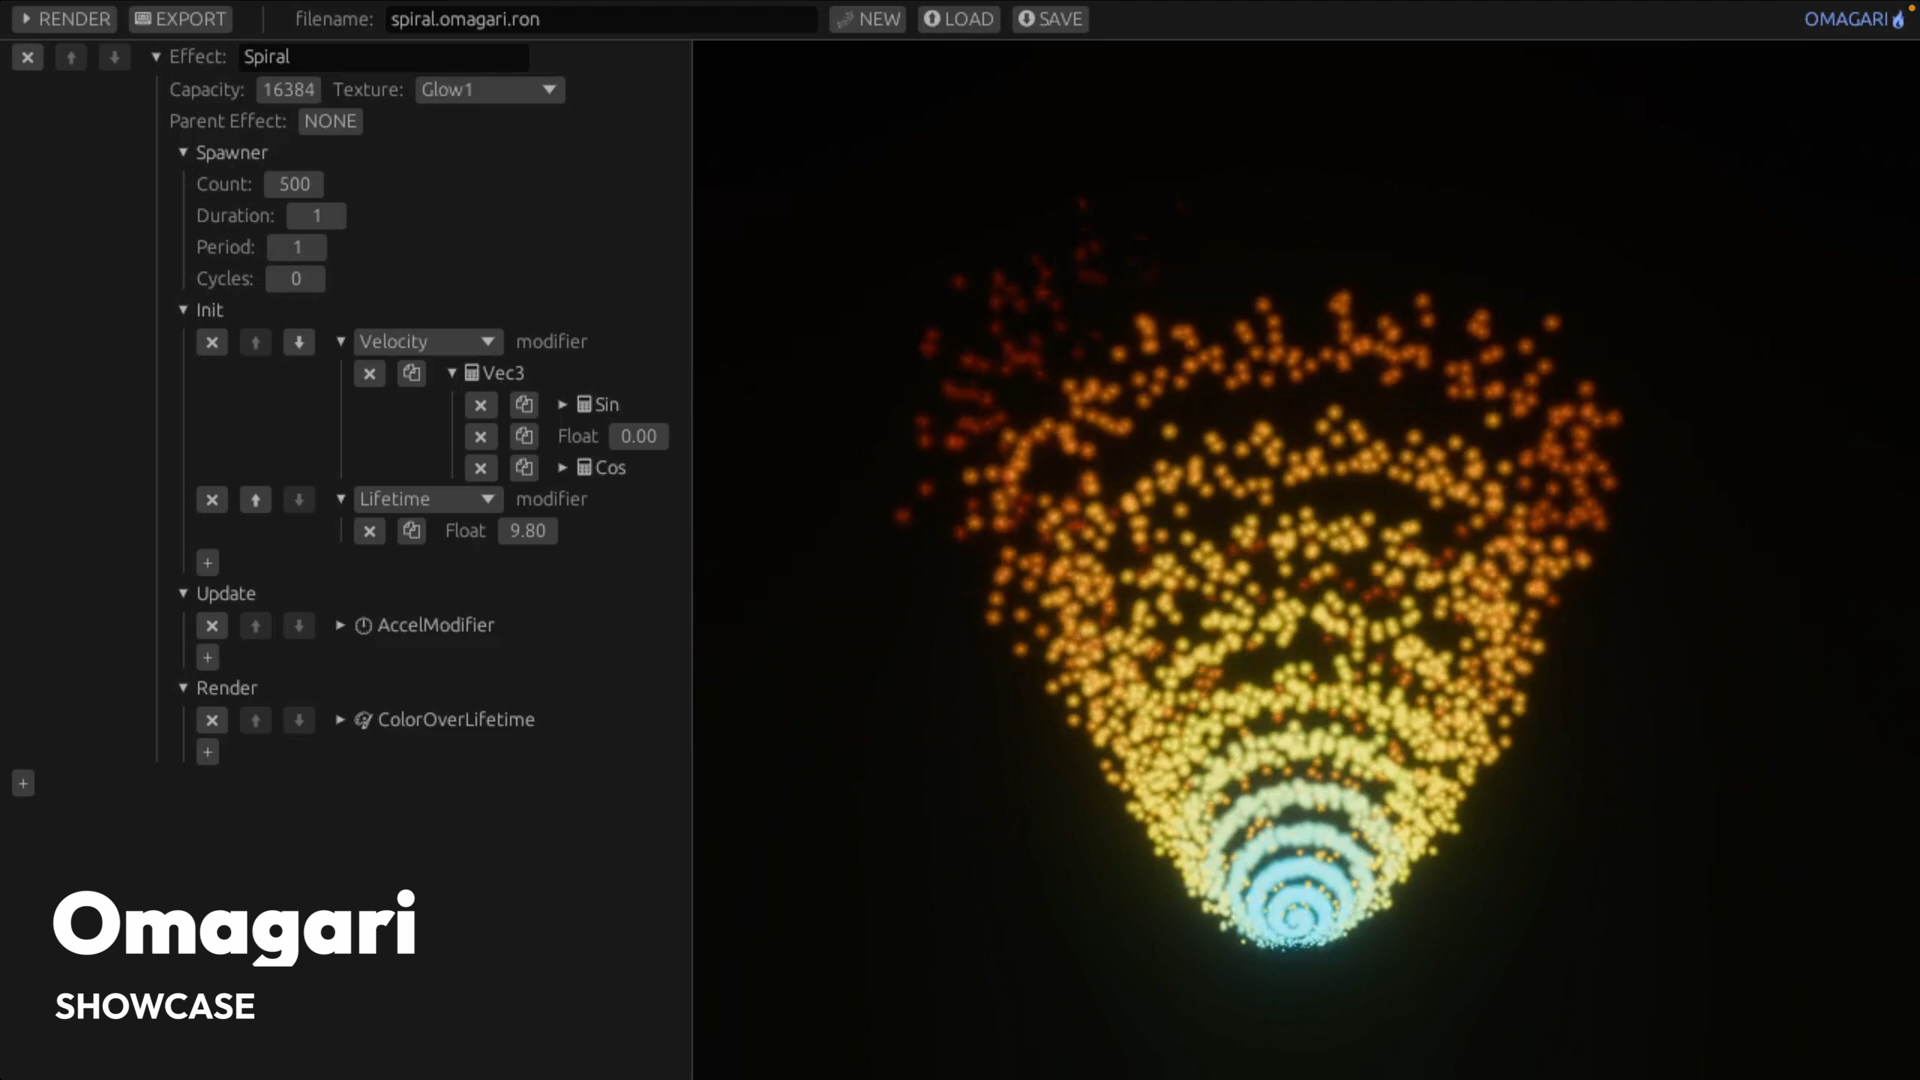 RENDER EXPORT filename: spiral.omagari.ron NEW LOAD SAVE OMAGARI
Effect: Spiral
Capacity: 16384 Texture: Glow1
Parent Effect: NONE
Spawner
Count: 500
Duration: 1
Period: 1
Cycles: 0
Init
Velocity modifier
Vec3
Sin
Float 0.00
Cos
Lifetime modifier
Float 9.80
+
Update
AccelModifier
+
Render
ColorOverLifetime
+
+
Omagari
SHOWCASE